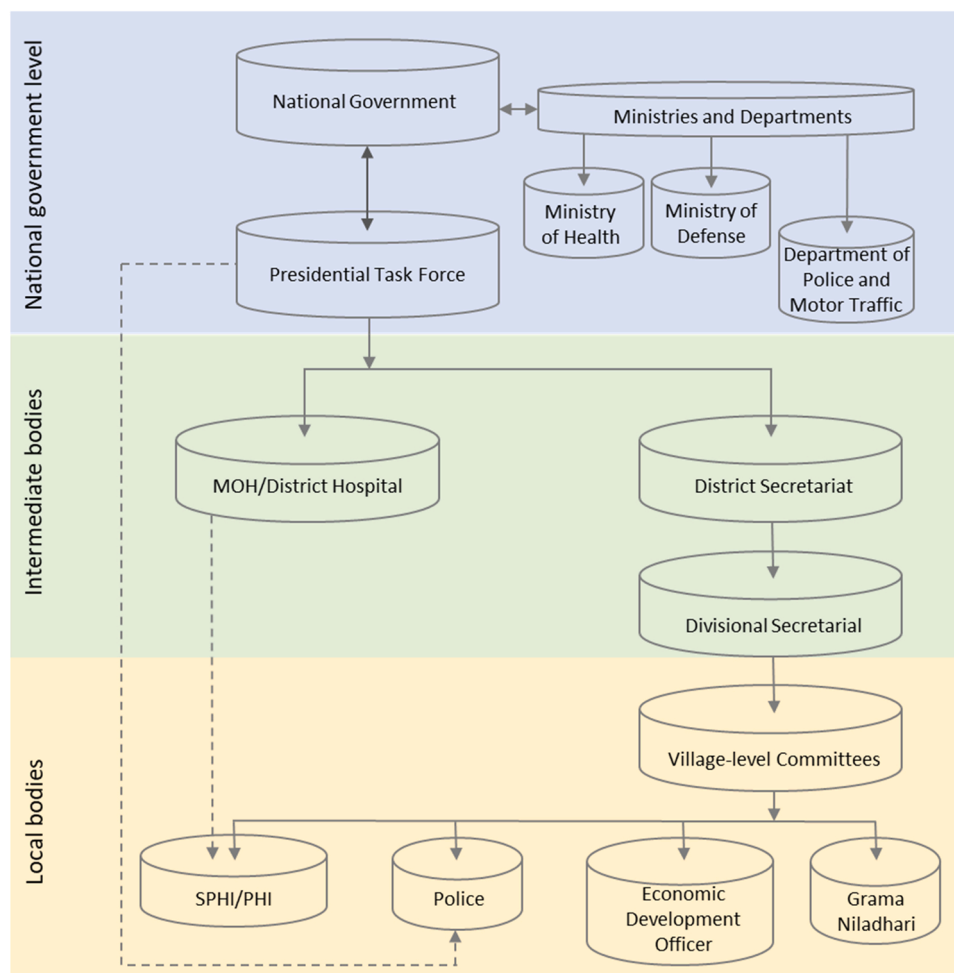 National government level
National Government
Ministries and Departments
Ministry
of Health
Ministry of
Defense
Department of
Police and
Motor Traffic
Presidential Task Force
Intermediate bodies
MOH/District Hospital
District Secretariat
Divisional Secretarial
Local bodies
Village-level Committees
SPHI/PHI
Police
Economic
Development
Officer
Grama
Niladhari